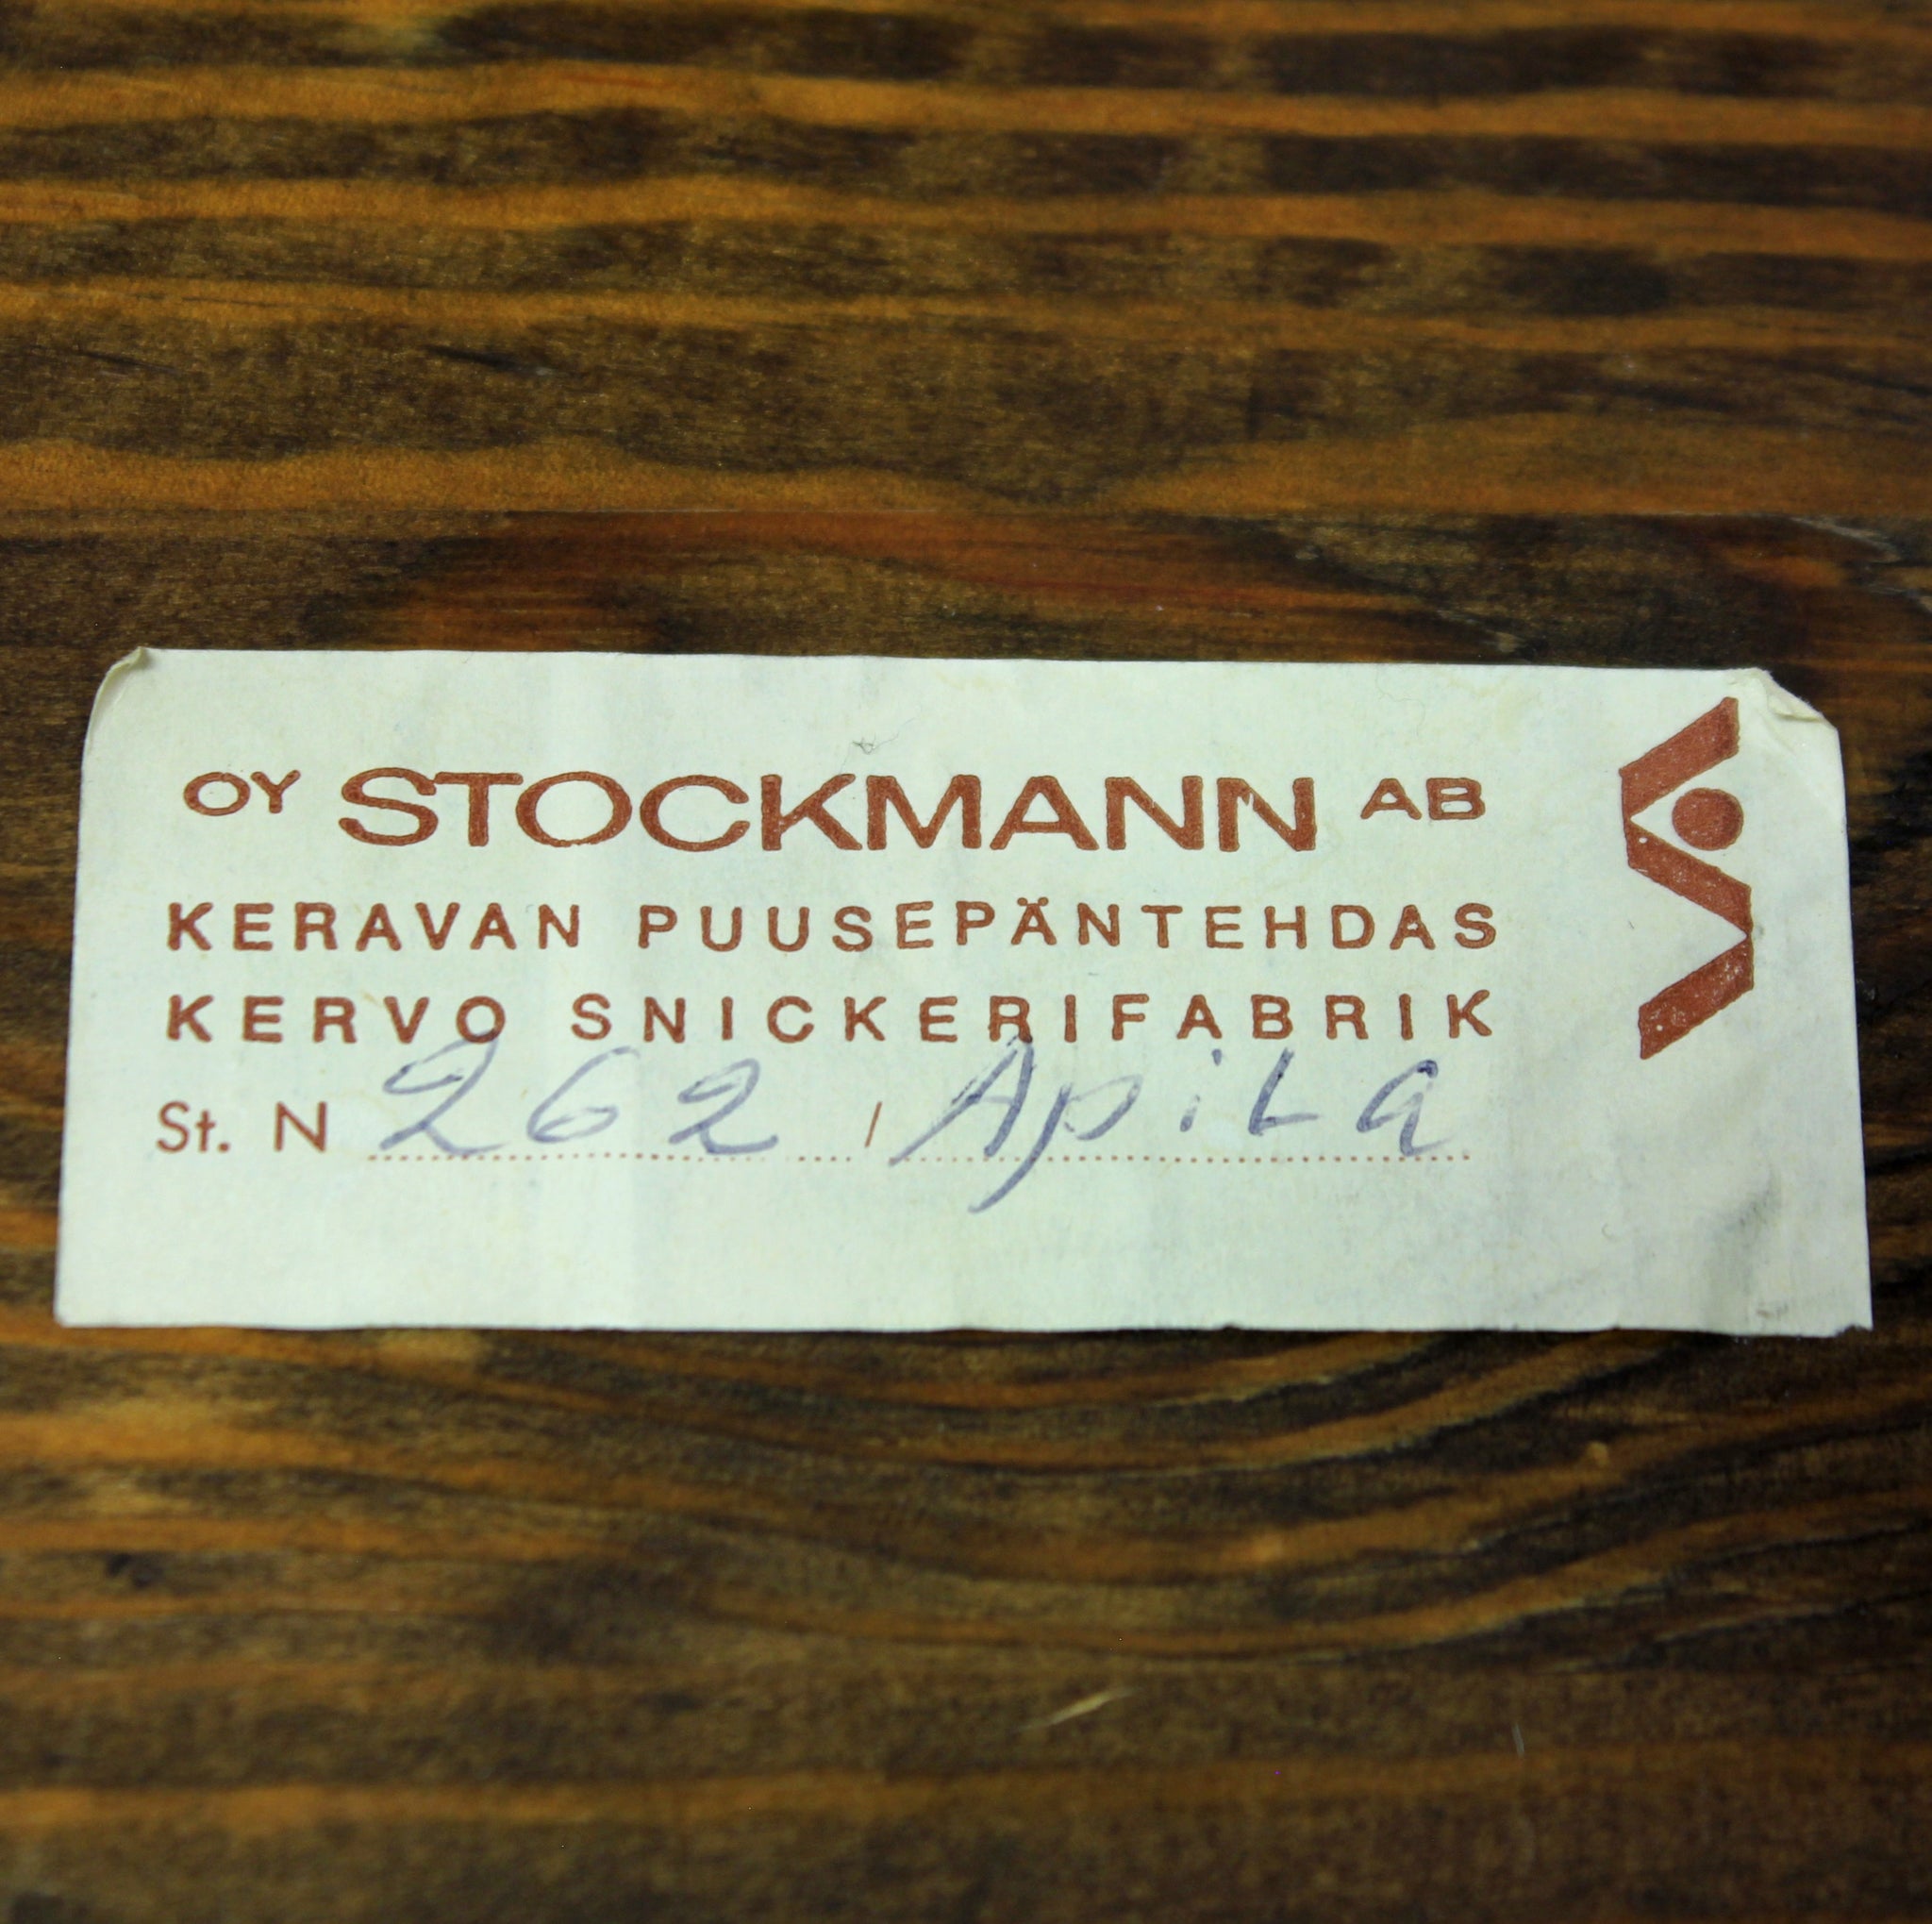 OY STOCKMANN AB
KERAVAN PUUSEPÄNTEHDAS
KERVO SNICKERIFABRIK
St. N 262 / Apila